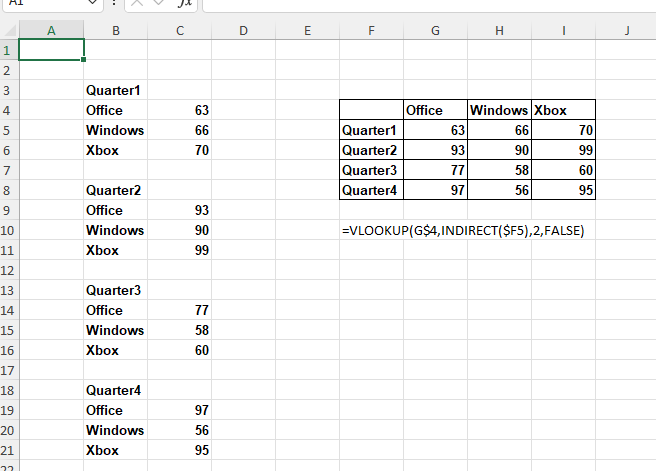 A1 fx
A B C D E F G H I J
1
2
3 Quarter1
4 Office 63 Office Windows Xbox
5 Windows 66 Quarter1 63 66 70
6 Xbox 70 Quarter2 93 90 99
7 Quarter3 77 58 60
8 Quarter2 Quarter4 97 56 95
9 Office 93
10 Windows 90 =VLOOKUP(G$4,INDIRECT($F5),2,FALSE)
11 Xbox 99
12
13 Quarter3
14 Office 77
15 Windows 58
16 Xbox 60
17
18 Quarter4
19 Office 97
20 Windows 56
21 Xbox 95
22